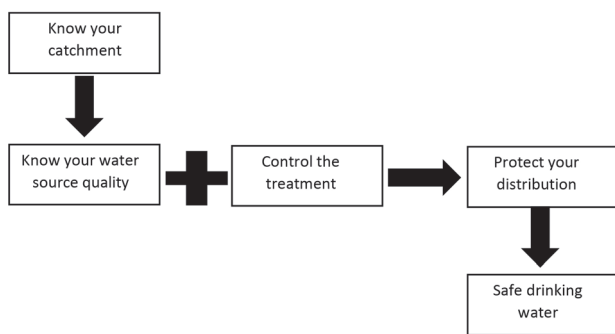 Know your
catchment
Know your water
source quality
Control the
treatment
Protect your
distribution
Safe drinking
water